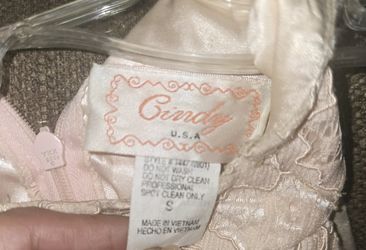 Cindy
U.S.A
DO NOT WASH
DO NOT DRY CLEAN
PROFESSIONAL
SPOT CLEAN ONLY
S
MADE IN VIETNAM
HECHO EN VIETNAM